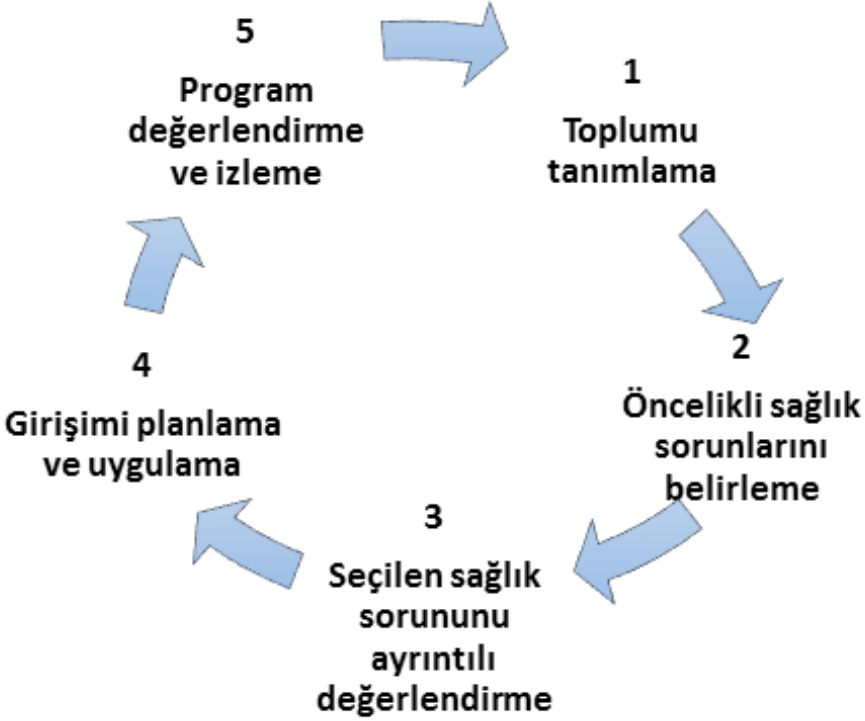 1
Toplumu
tanımlama
2
Öncelikli sağlık
sorunlarını
belirleme
3
Seçilen sağlık
sorununu
ayrıntılı
değerlendirme
4
Girişimi planlama
ve uygulama
5
Program
değerlendirme
ve izleme